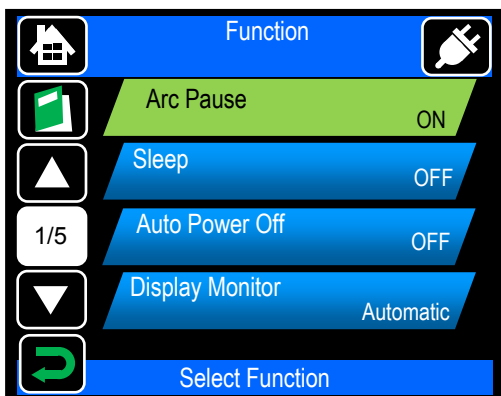 Function
Arc Pause
ON
Sleep
OFF
1/5
Auto Power Off
OFF
Display Monitor
Automatic
Select Function